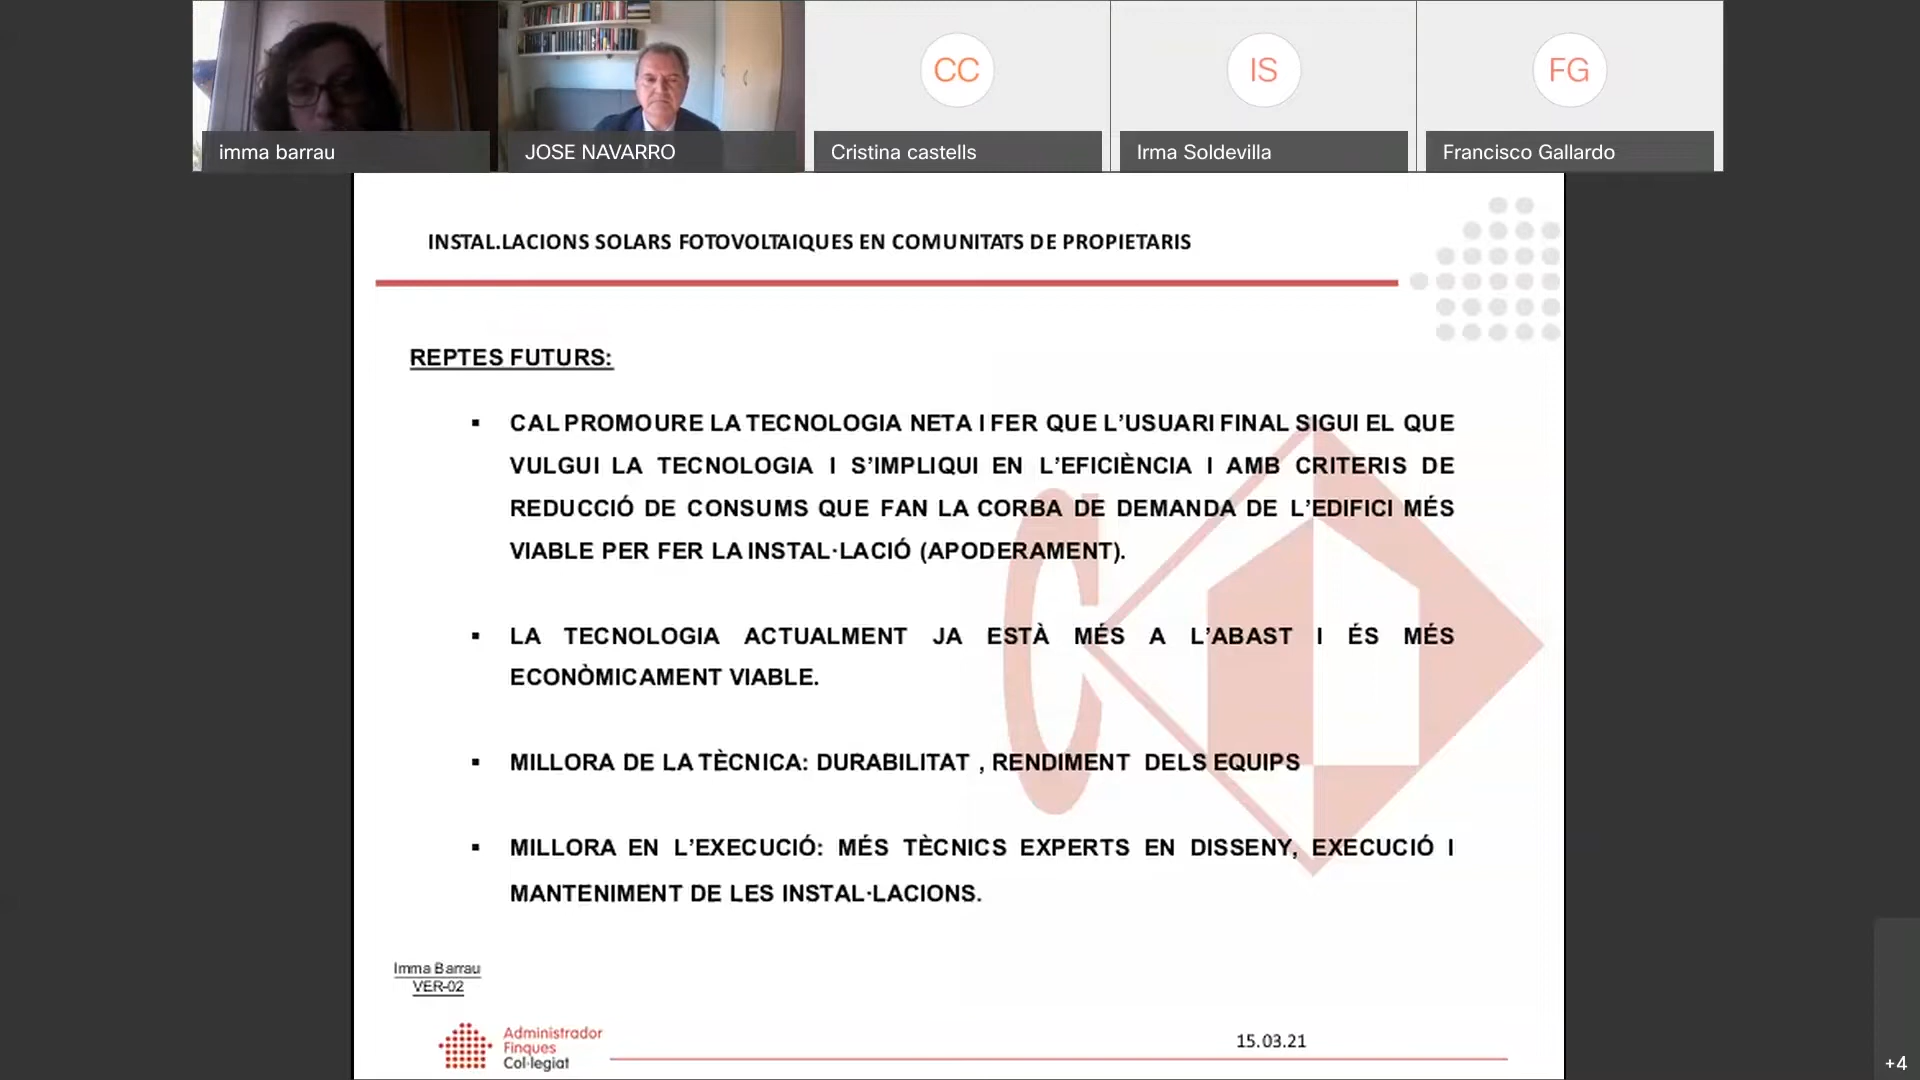 CC
IS
FG
imma barrau
JOSE NAVARRO
Cristina castells
Irma Soldevilla
Francisco Gallardo
INSTAL.LACIONS SOLARS FOTOVOLTAIQUES EN COMUNITATS DE PROPIETARIS
REPTES FUTURS:
▪ CAL PROMOURE LA TECNOLOGIA NETA I FER QUE L’USUARI FINAL SIGUI EL QUE
VULGUI LA TECNOLOGIA I S’IMPLIQUI EN L’EFICIÈNCIA I AMB CRITERIS DE
REDUCCIÓ DE CONSUMS QUE FAN LA CORBA DE DEMANDA DE L’EDIFICI MÉS
VIABLE PER FER LA INSTAL·LACIÓ (APODERAMENT).
▪ LA TECNOLOGIA ACTUALMENT JA ESTÀ MÉS A L’ABAST I ÉS MÉS
ECONÒMICAMENT VIABLE.
▪ MILLORA DE LA TÈCNICA: DURABILITAT , RENDIMENT DELS EQUIPS
▪ MILLORA EN L’EXECUCIÓ: MÉS TÈCNICS EXPERTS EN DISSENY, EXECUCIÓ I
MANTENIMENT DE LES INSTAL·LACIONS.
Imma Barrau
VER-02
Administrador
Finques
Col·legiat
15.03.21
+4